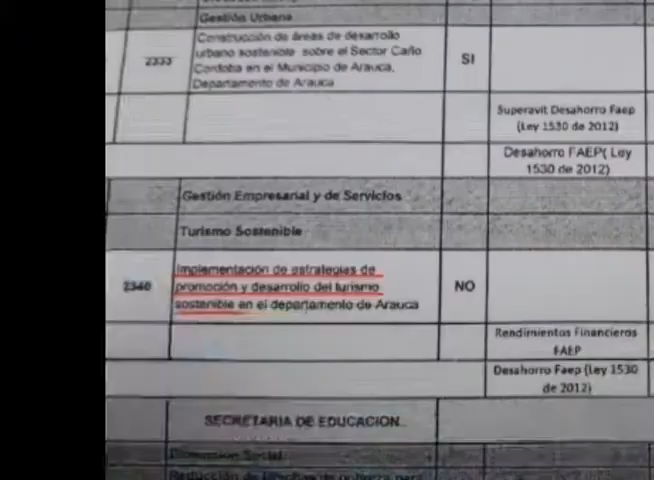 Gestión Urbana
2333
Construcción de áreas de desarrollo
urbano sostenible sobre el Sector Caño
Cordoba en el Municipio de Arauca,
Departamento de Arauca
SI
Superavit Desahorro Faep
(Ley 1530 de 2012)
Desahorro FAEP( Ley
1530 de 2012)
Gestión Empresarial y de Servicios
Turismo Sostenible
2340
Implementación de estrategias de
promoción y desarrollo del turismo
sostenible en el departamento de Arauca
NO
Rendimientos Financieros
FAEP
Desahorro Faep (Ley 1530
de 2012)
SECRETARIA DE EDUCACION
Dimension Social